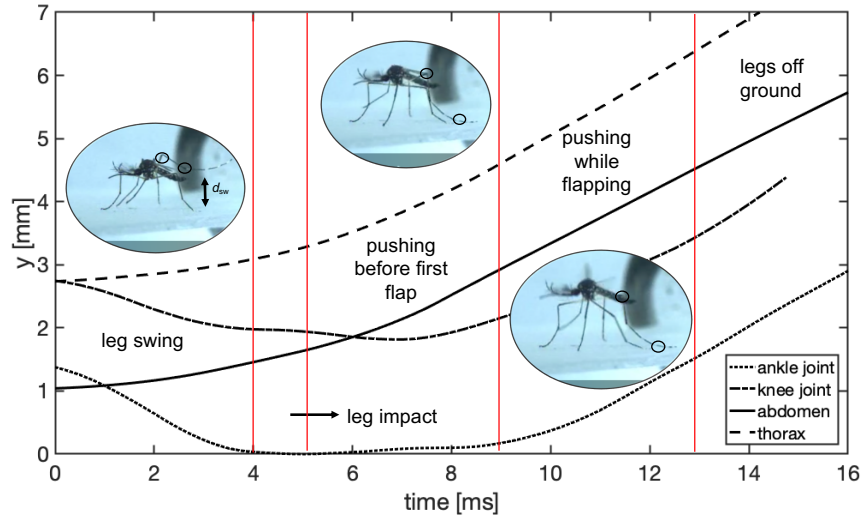 7
6
5
4
3
2
1
0
y [mm]
0
2
4
6
8
10
12
14
16
time [ms]
d_sw
leg swing
leg impact
pushing
before first
flap
pushing
while
flapping
legs off
ground
ankle joint
knee joint
abdomen
thorax